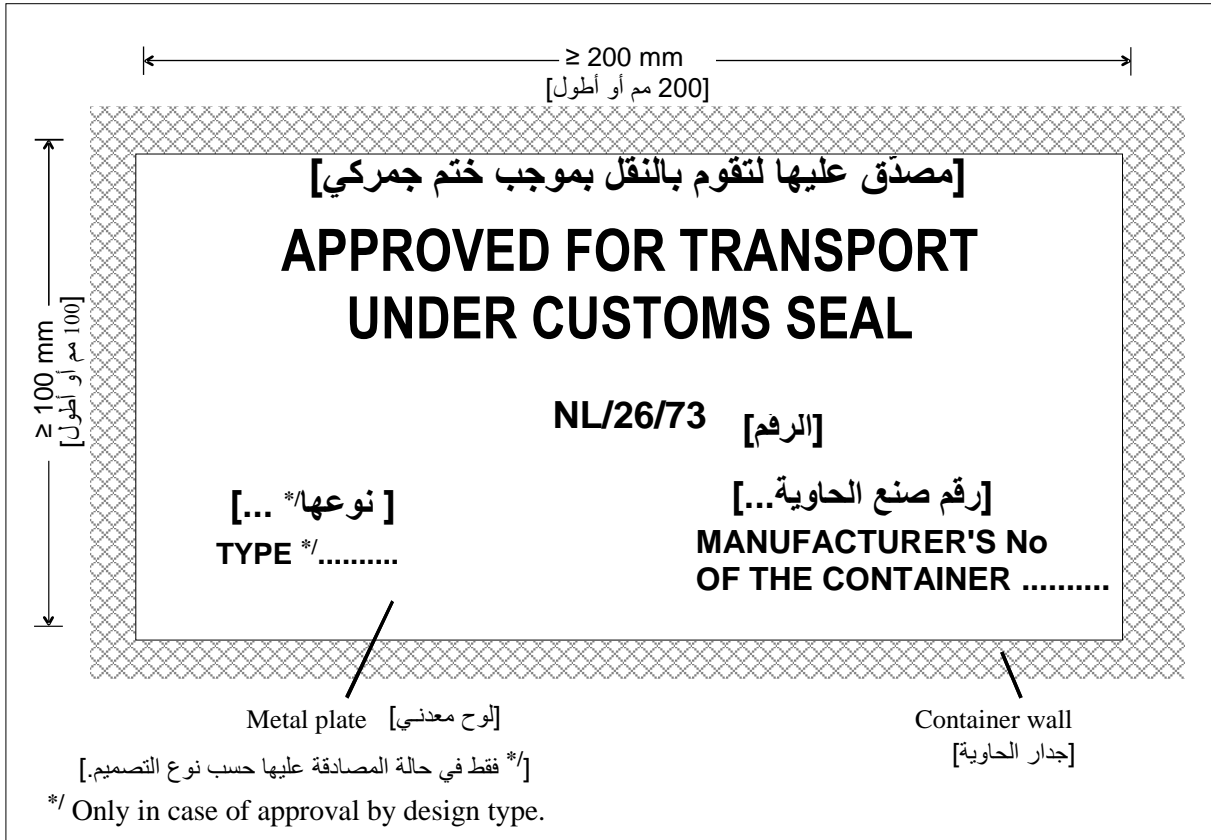 ≥ 200 mm
[200 مم أو أطول]
≥ 100 mm
[100 مم أو أطول]
[مصدّق عليها لتقوم بالنقل بموجب ختم جمركي]
APPROVED FOR TRANSPORT
UNDER CUSTOMS SEAL
NL/26/73 [الرقم]
[نوعها*/ ...]
TYPE */..........
[رقم صنع الحاوية...]
MANUFACTURER'S No
OF THE CONTAINER ..........
Metal plate [لوح معدني]
Container wall
[جدار الحاوية]
[*/ فقط في حالة المصادقة عليها حسب نوع التصميم.]
*/ Only in case of approval by design type.